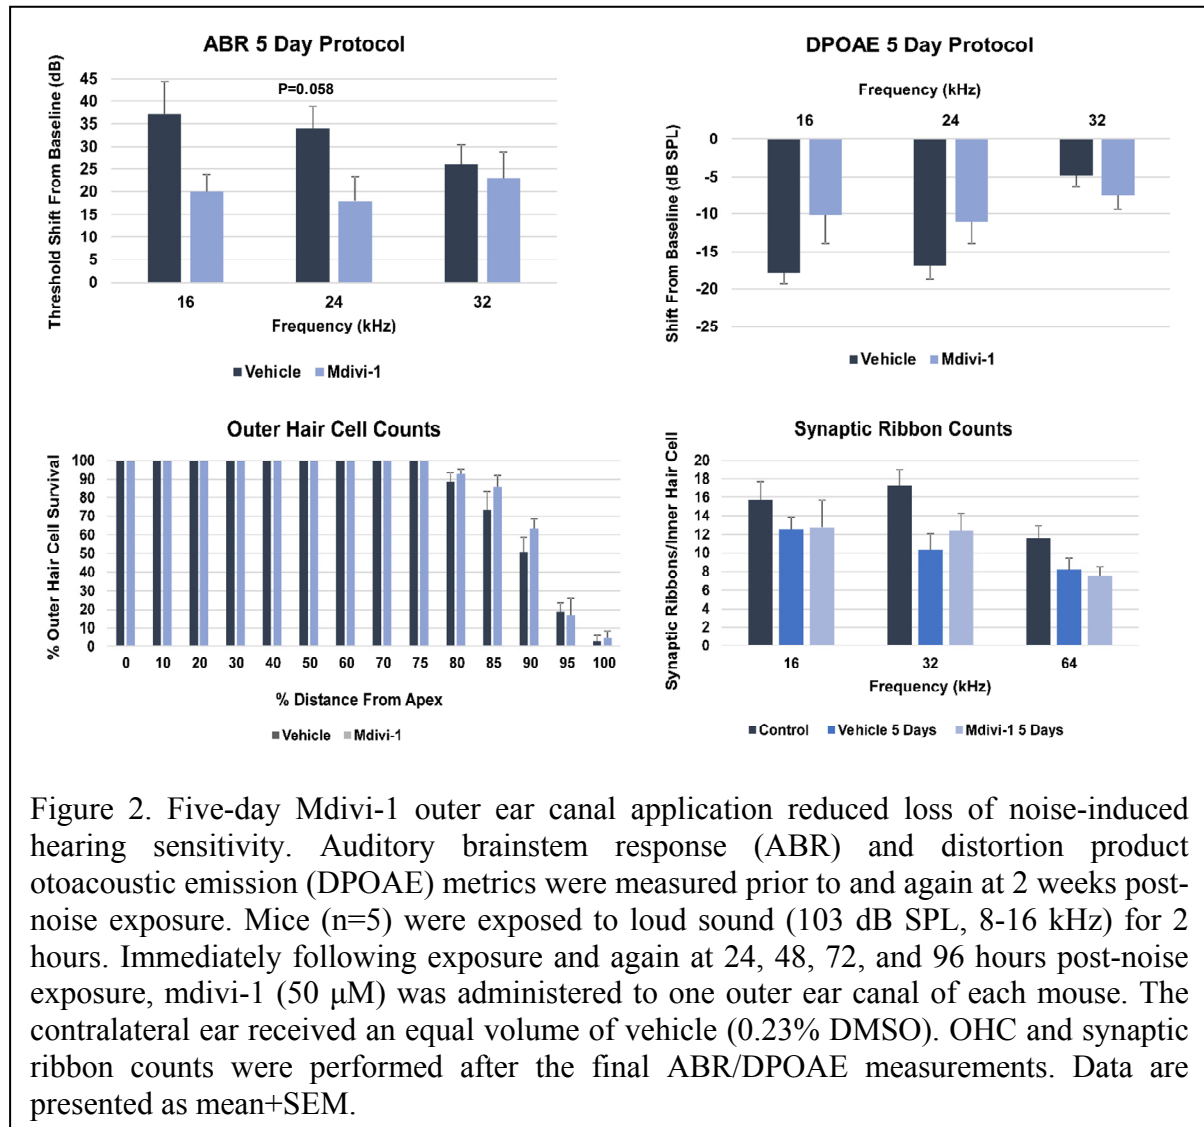 ABR 5 Day Protocol
Threshold Shift From Baseline (dB)
45
40
35
30
25
20
15
10
5
0
P=0.058
16
24
32
Frequency (kHz)
Vehicle
Mdivi-1
DPOAE 5 Day Protocol
Frequency (kHz)
16
24
32
Shift From Baseline (dB SPL)
0
-5
-10
-15
-20
-25
Vehicle
Mdivi-1
Outer Hair Cell Counts
% Outer Hair Cell Survival
100
90
80
70
60
50
40
30
20
10
0
0
10
20
30
40
50
60
70
75
80
85
90
95
100
% Distance From Apex
Vehicle
Mdivi-1
Synaptic Ribbon Counts
Synaptic Ribbons/Inner Hair Cell
20
18
16
14
12
10
8
6
4
2
0
16
32
64
Frequency (kHz)
Control
Vehicle 5 Days
Mdivi-1 5 Days
Figure 2. Five-day Mdivi-1 outer ear canal application reduced loss of noise-induced
hearing sensitivity. Auditory brainstem response (ABR) and distortion product
otoacoustic emission (DPOAE) metrics were measured prior to and again at 2 weeks post-
noise exposure. Mice (n=5) were exposed to loud sound (103 dB SPL, 8-16 kHz) for 2
hours. Immediately following exposure and again at 24, 48, 72, and 96 hours post-noise
exposure, mdivi-1 (50 μM) was administered to one outer ear canal of each mouse. The
contralateral ear received an equal volume of vehicle (0.23% DMSO). OHC and synaptic
ribbon counts were performed after the final ABR/DPOAE measurements. Data are
presented as mean+SEM.